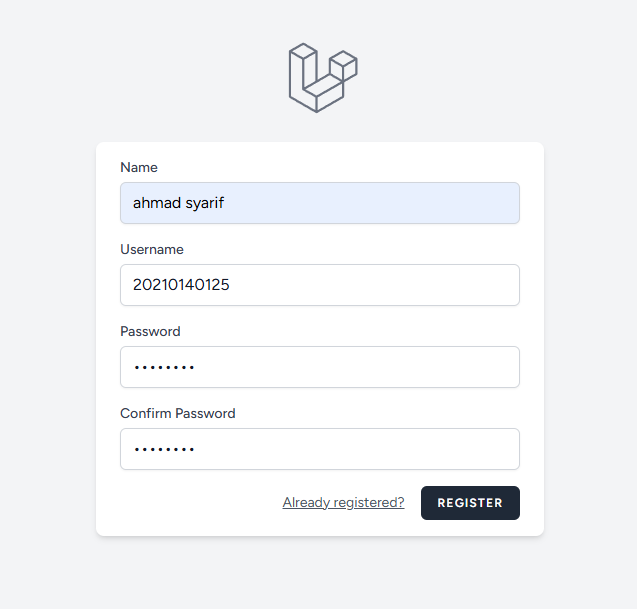 Name
ahmad syarif
Username
20210140125
Password
••••••••
Confirm Password
••••••••
Already registered? REGISTER